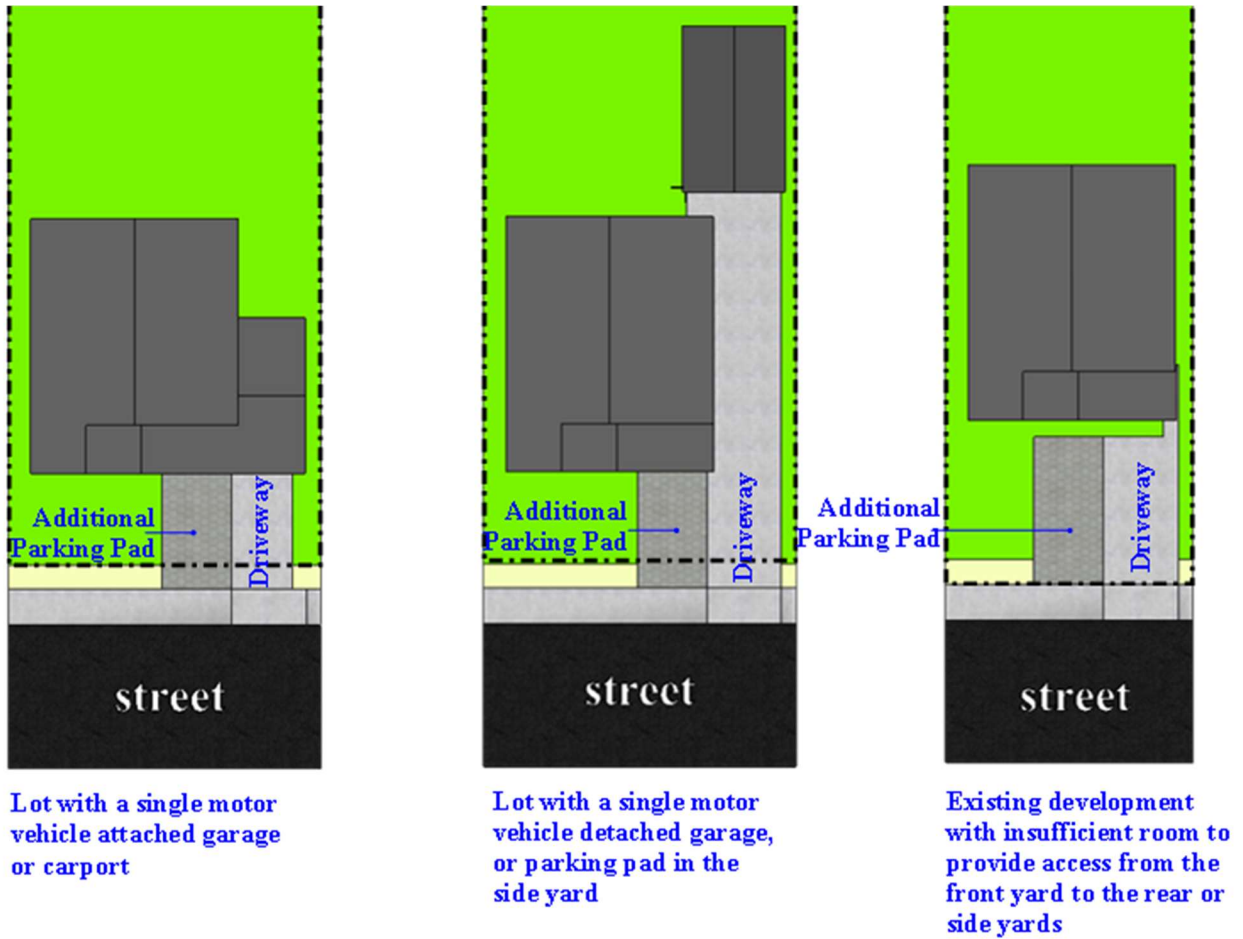 Additional
Parking Pad
Driveway
street
Lot with a single motor
vehicle attached garage
or carport
Additional
Parking Pad
Driveway
street
Lot with a single motor
vehicle detached garage,
or parking pad in the
side yard
Additional
Parking Pad
Driveway
street
Existing development
with insufficient room to
provide access from the
front yard to the rear or
side yards